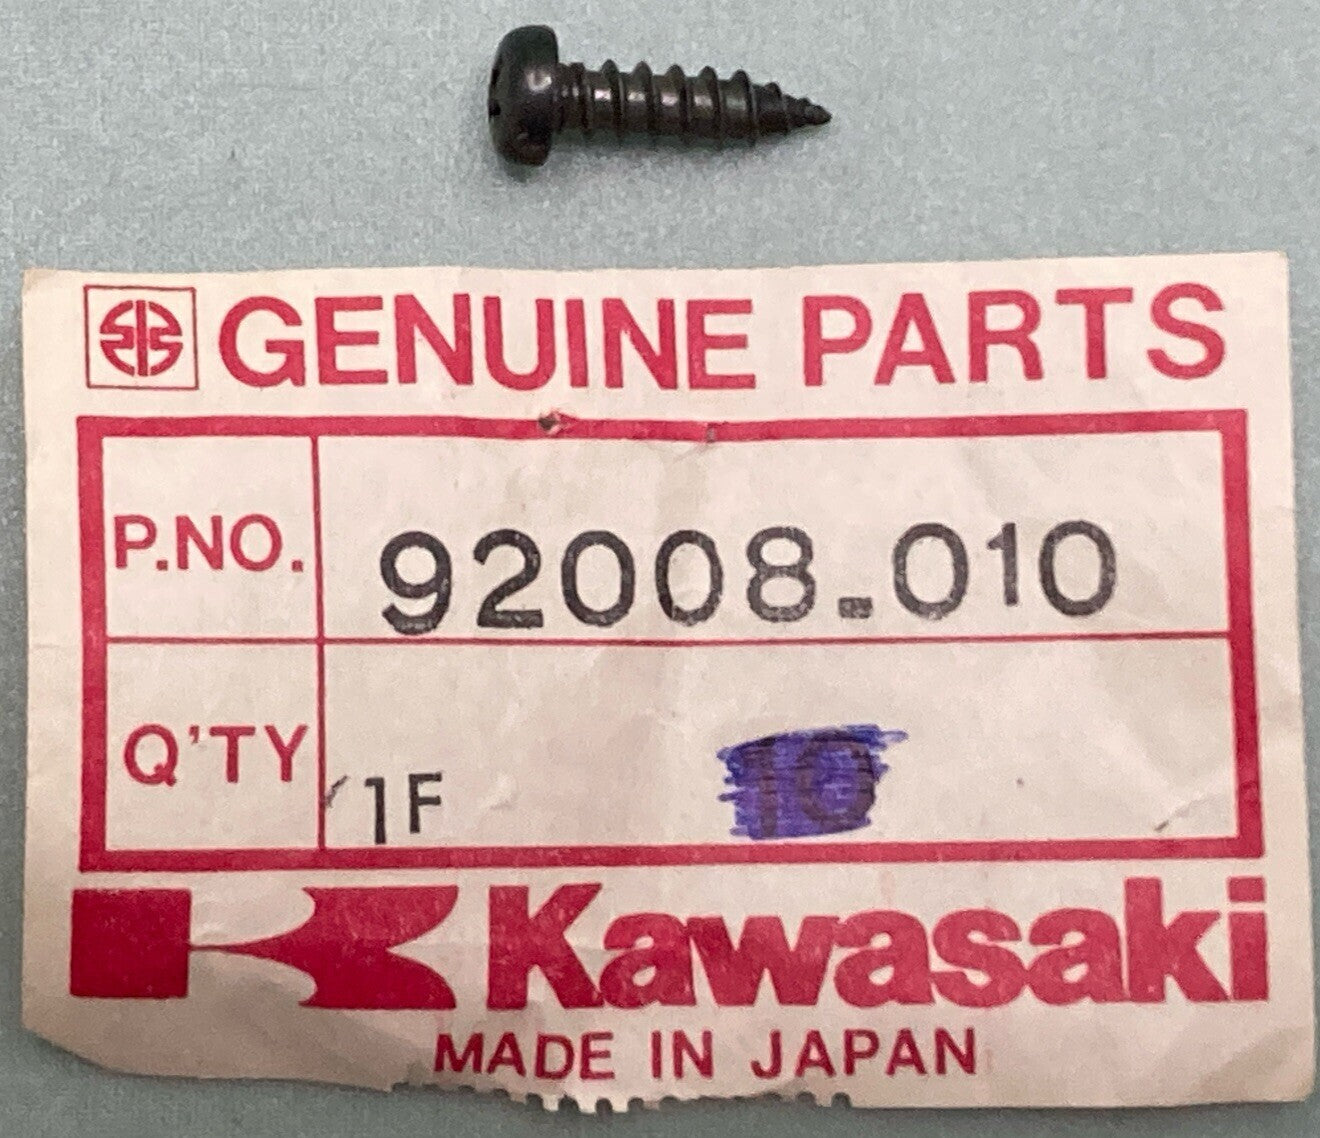 GENUINE PARTS
P.NO. 92008-010
Q'TY 1F 10
Kawasaki
MADE IN JAPAN